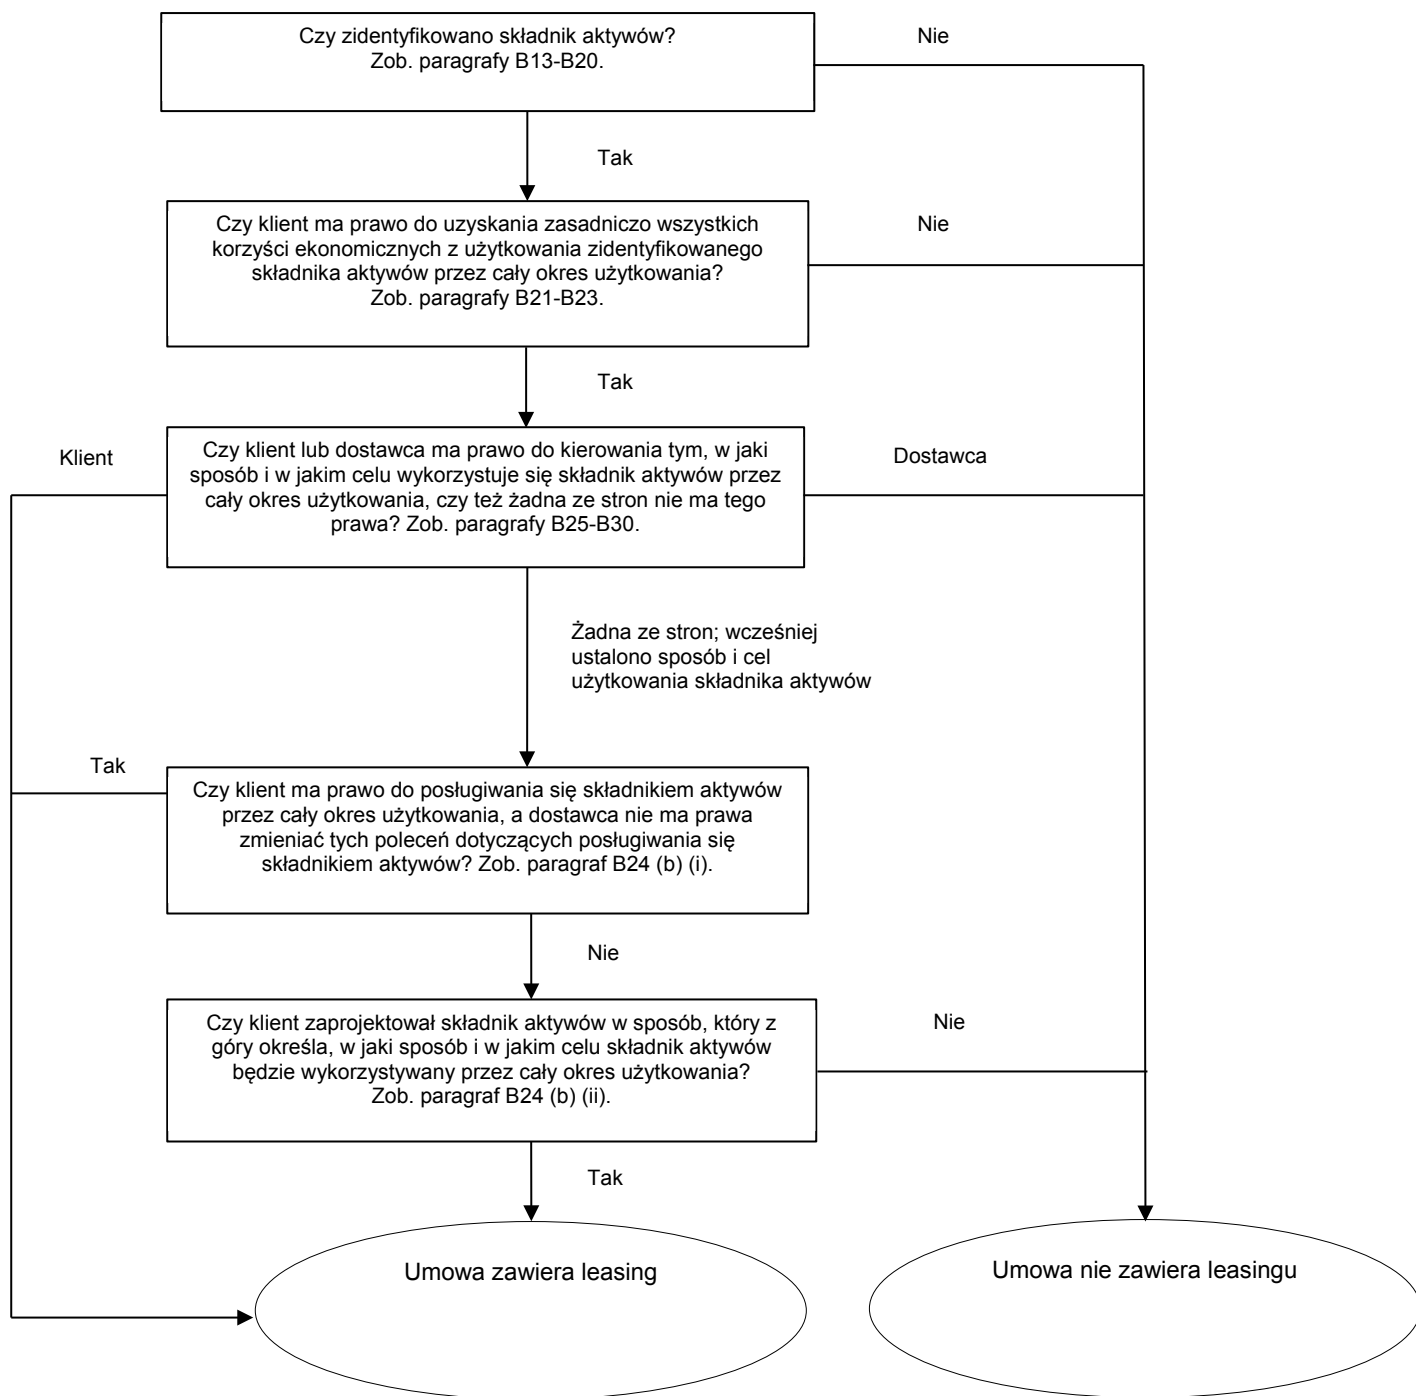 Czy zidentyfikowano składnik aktywów?
Zob. paragrafy B13-B20.
Nie
Tak
Czy klient ma prawo do uzyskania zasadniczo wszystkich
korzyści ekonomicznych z użytkowania zidentyfikowanego
składnika aktywów przez cały okres użytkowania?
Zob. paragrafy B21-B23.
Nie
Tak
Klient
Czy klient lub dostawca ma prawo do kierowania tym, w jaki
sposób i w jakim celu wykorzystuje się składnik aktywów przez
cały okres użytkowania, czy też żadna ze stron nie ma tego
prawa? Zob. paragrafy B25-B30.
Dostawca
Żadna ze stron; wcześniej
ustalono sposób i cel
użytkowania składnika aktywów
Tak
Czy klient ma prawo do posługiwania się składnikiem aktywów
przez cały okres użytkowania, a dostawca nie ma prawa
zmieniać tych poleceń dotyczących posługiwania się
składnikiem aktywów? Zob. paragraf B24 (b) (i).
Nie
Czy klient zaprojektował składnik aktywów w sposób, który z
góry określa, w jaki sposób i w jakim celu składnik aktywów
będzie wykorzystywany przez cały okres użytkowania?
Zob. paragraf B24 (b) (ii).
Nie
Tak
Umowa zawiera leasing
Umowa nie zawiera leasingu